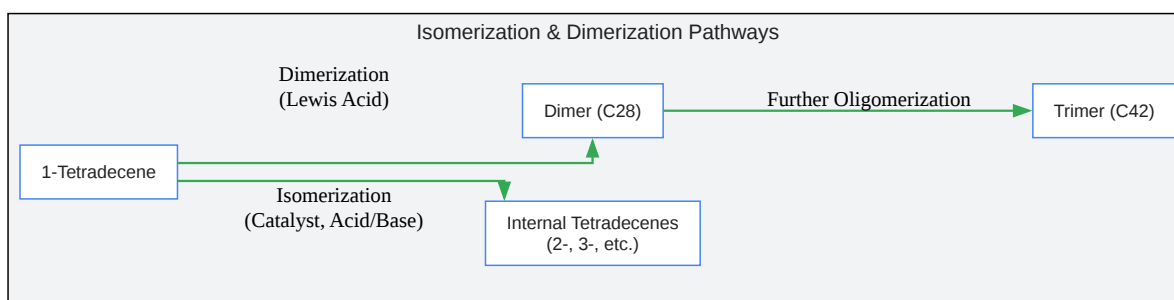 Isomerization & Dimerization Pathways
Dimerization
(Lewis Acid)
Dimer (C28)
Further Oligomerization
Trimer (C42)
1-Tetradecene
Isomerization
(Catalyst, Acid/Base)
Internal Tetradecenes
(2-, 3-, etc.)